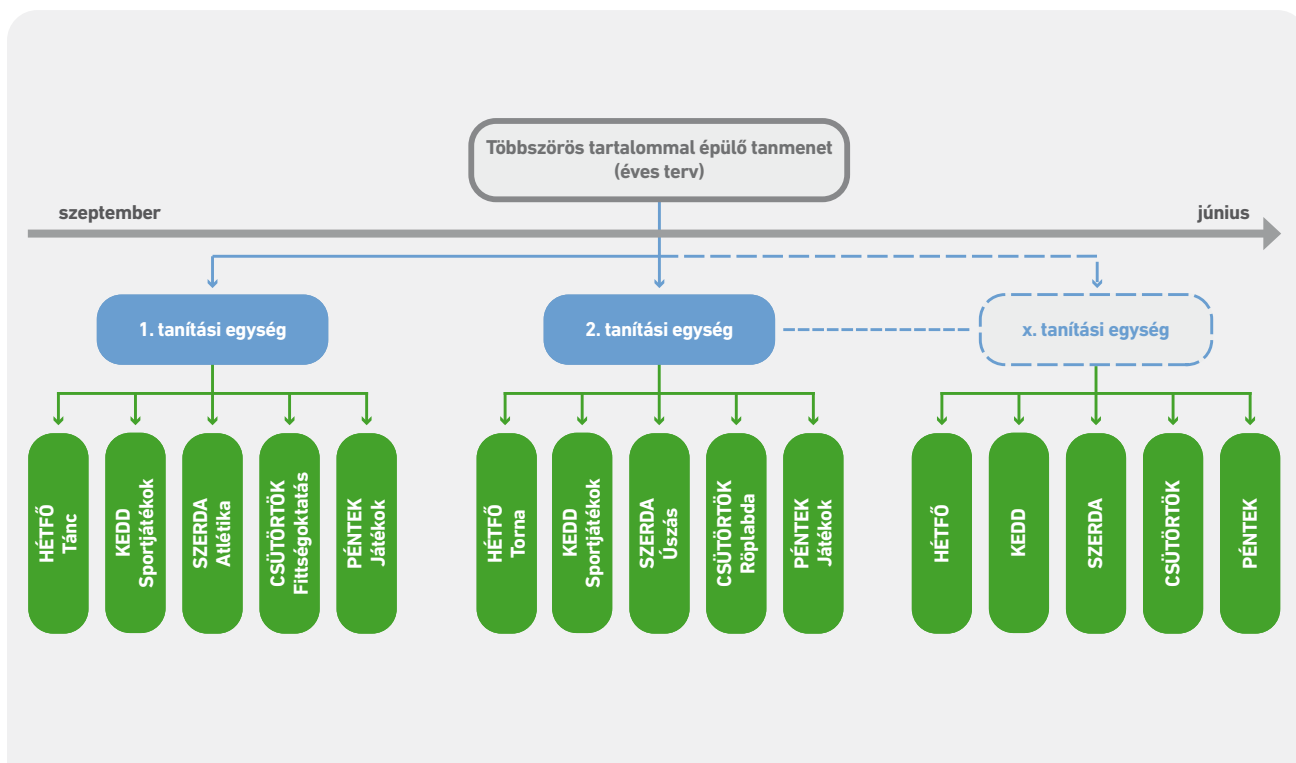 Többszörös tartalommal épülő tanmenet
(éves terv)
szeptember
június
1. tanítási egység
2. tanítási egység
x. tanítási egység
HÉTFŐ
Tánc
KEDD
Sportjátékok
SZERDA
Atlétika
CSÜTÖRTÖK
Fittségoktatás
PÉNTEK
Játékok
HÉTFŐ
Torna
KEDD
Sportjátékok
SZERDA
Úszás
CSÜTÖRTÖK
Röplabda
PÉNTEK
Játékok
HÉTFŐ
KEDD
SZERDA
CSÜTÖRTÖK
PÉNTEK